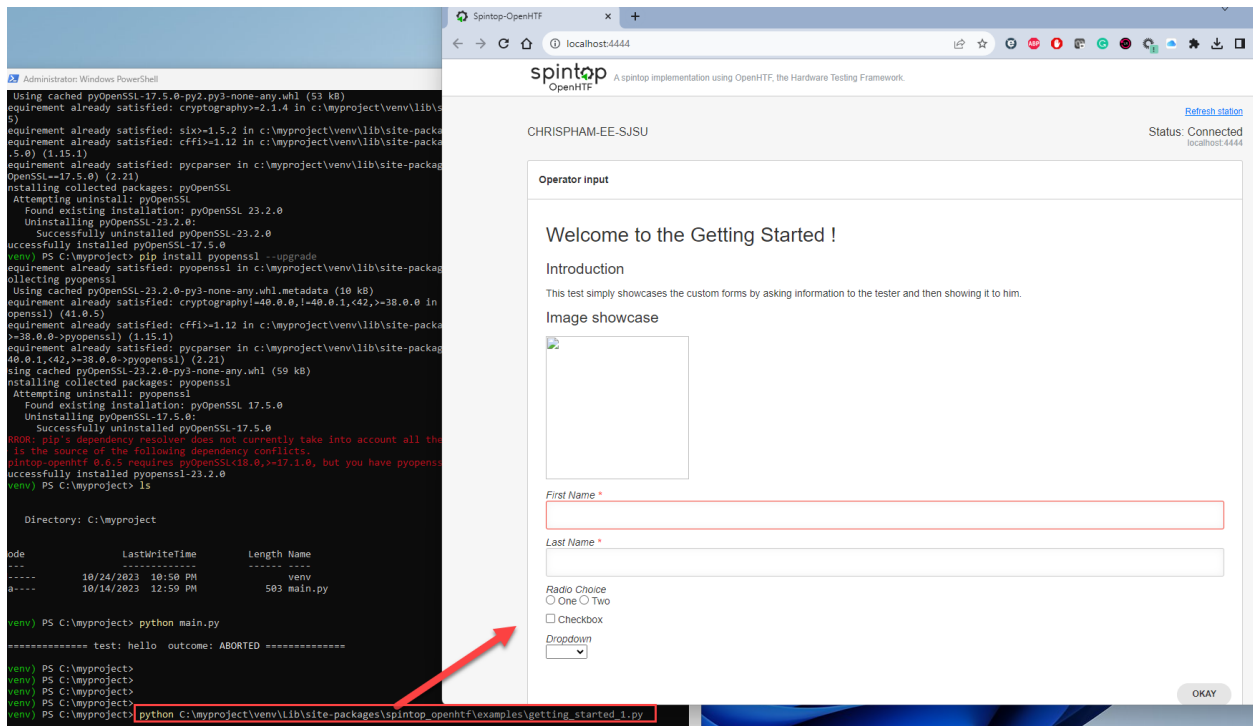 Spintop-OpenHTF
localhost:4444
spintop
OpenHTF
A spintop implementation using OpenHTF, the Hardware Testing Framework.
Refresh station
CHRISPHAM-EE-SJSU
Status: Connected
localhost:4444
Operator input
Welcome to the Getting Started !
Introduction
This test simply showcases the custom forms by asking information to the tester and then showing it to him.
Image showcase
First Name *
Last Name *
Radio Choice
One Two
Checkbox
Dropdown
OKAY
Administrator: Windows PowerShell
Using cached pyOpenSSL-17.5.0-py2.py3-none-any.whl (53 kB)
equirement already satisfied: cryptography>=2.1.4 in c:\myproject\venv\lib\s
5)
equirement already satisfied: six>=1.5.2 in c:\myproject\venv\lib\site-packa
equirement already satisfied: cffi>=1.12 in c:\myproject\venv\lib\site-packa
.5.0) (1.15.1)
equirement already satisfied: pycparser in c:\myproject\venv\lib\site-packag
OpenSSL==17.5.0) (2.21)
nstalling collected packages: pyOpenSSL
Attempting uninstall: pyOpenSSL
Found existing installation: pyOpenSSL 23.2.0
Uninstalling pyOpenSSL-23.2.0:
Successfully uninstalled pyOpenSSL-23.2.0
uccessfully installed pyOpenSSL-17.5.0
venv) PS C:\myproject> pip install pyopenssl --upgrade
equirement already satisfied: pyopenssl in c:\myproject\venv\lib\site-packag
ollecting pyopenssl
Using cached pyOpenSSL-23.2.0-py3-none-any.whl.metadata (10 kB)
equirement already satisfied: cryptography!=40.0.0,!=40.0.1,<42,>=38.0.0 in
openssl) (41.0.5)
equirement already satisfied: cffi>=1.12 in c:\myproject\venv\lib\site-packa
>=38.0.0->pyopenssl) (1.15.1)
equirement already satisfied: pycparser in c:\myproject\venv\lib\site-packag
40.0.1,<42,>=38.0.0->pyopenssl) (2.21)
sing cached pyOpenSSL-23.2.0-py3-none-any.whl (59 kB)
nstalling collected packages: pyopenssl
Attempting uninstall: pyopenssl
Found existing installation: pyOpenSSL 17.5.0
Uninstalling pyOpenSSL-17.5.0:
Successfully uninstalled pyOpenSSL-17.5.0
RROR: pip's dependency resolver does not currently take into account all the
is the source of the following dependency conflicts.
pintop-openhtf 0.6.5 requires pyOpenSSL<18.0,>=17.1.0, but you have pyopenss
uccessfully installed pyopenssl-23.2.0
venv) PS C:\myproject> ls
Directory: C:\myproject
ode LastWriteTime Length Name
--- ------------- ------ ----
----- 10/24/2023 10:50 PM venv
a---- 10/14/2023 12:59 PM 503 main.py
venv) PS C:\myproject> python main.py
============== test: hello outcome: ABORTED ==============
venv) PS C:\myproject>
venv) PS C:\myproject>
venv) PS C:\myproject>
venv) PS C:\myproject>
venv) PS C:\myproject> python C:\myproject\venv\Lib\site-packages\spintop_openhtf\examples\getting_started_1.py